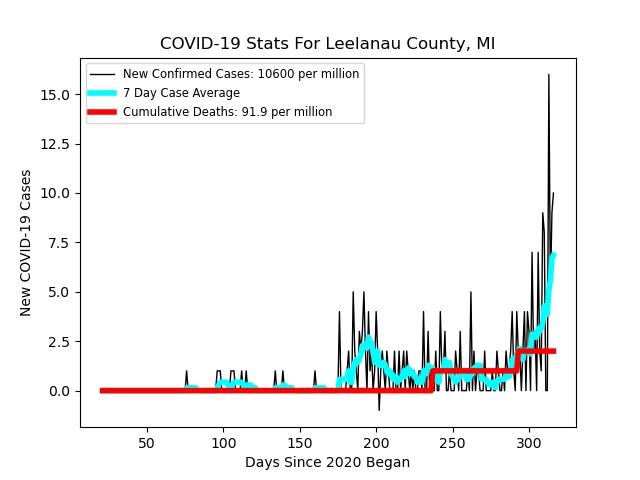 COVID-19 Stats For Leelanau County, MI
New Confirmed Cases: 10600 per million
7 Day Case Average
Cumulative Deaths: 91.9 per million
15.0
12.5
10.0
7.5
5.0
2.5
0.0
New COVID-19 Cases
50 100 150 200 250 300
Days Since 2020 Began